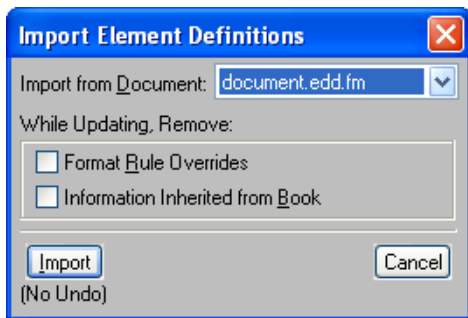 Import Element Definitions
Import from Document: document.edd.fm
While Updating, Remove:
Format Rule Overrides
Information Inherited from Book
Import Cancel
(No Undo)